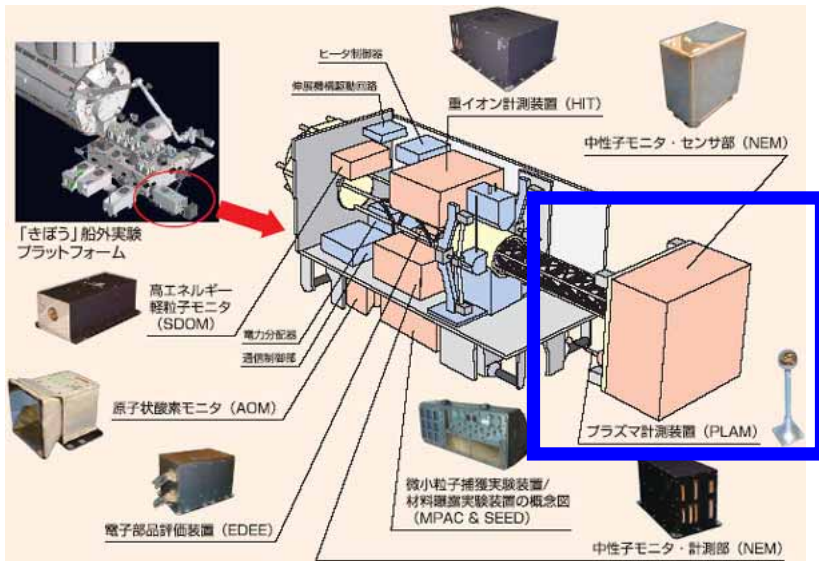 ヒータ制御器
伸展機構駆動回路
重イオン計測装置（HIT）
中性子モニタ・センサ部（NEM）
「きぼう」船外実験
プラットフォーム
高エネルギー
軽粒子モニタ
（SDOM）
電力分配器
通信制御部
原子状酸素モニタ（AOM）
プラズマ計測装置（PLAM）
微小粒子捕獲実験装置/
材料曝露実験装置の概念図
（MPAC & SEED）
電子部品評価装置（EDEE）
中性子モニタ・計測部（NEM）